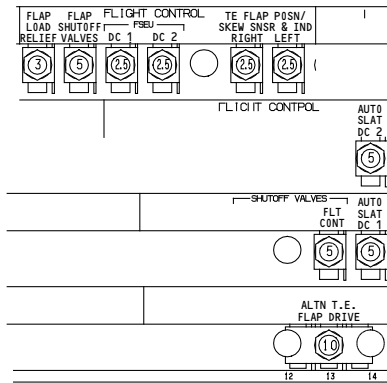 FLIGHT CONTROL
FLAP LOAD RELIEF
FLAP SHUTOFF VALVES
FSEU
DC 1
DC 2
TE FLAP POSN/
SKEW SNSR & IND
RIGHT LEFT
3
5
2.5
2.5
2.5
2.5
FLICIIT CONTPOL
AUTO SLAT DC 2
5
SHUTOFF VALVES
FLT CONT
AUTO SLAT DC 1
5
5
ALTN T.E.
FLAP DRIVE
10
12 13 14